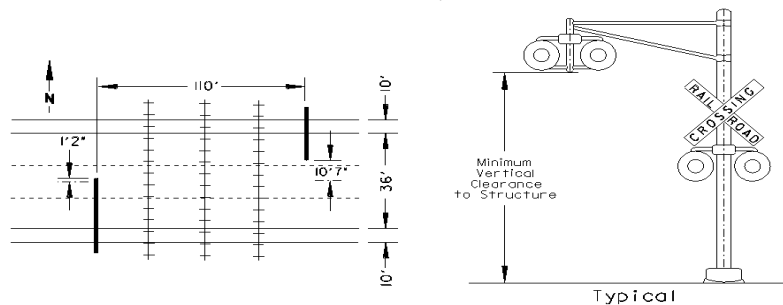 110'
10'
N
1'2"
10'7"
36'
10'
RAIL
ROAD
CROSSING
Minimum
Vertical
Clearance
to Structure
Typical